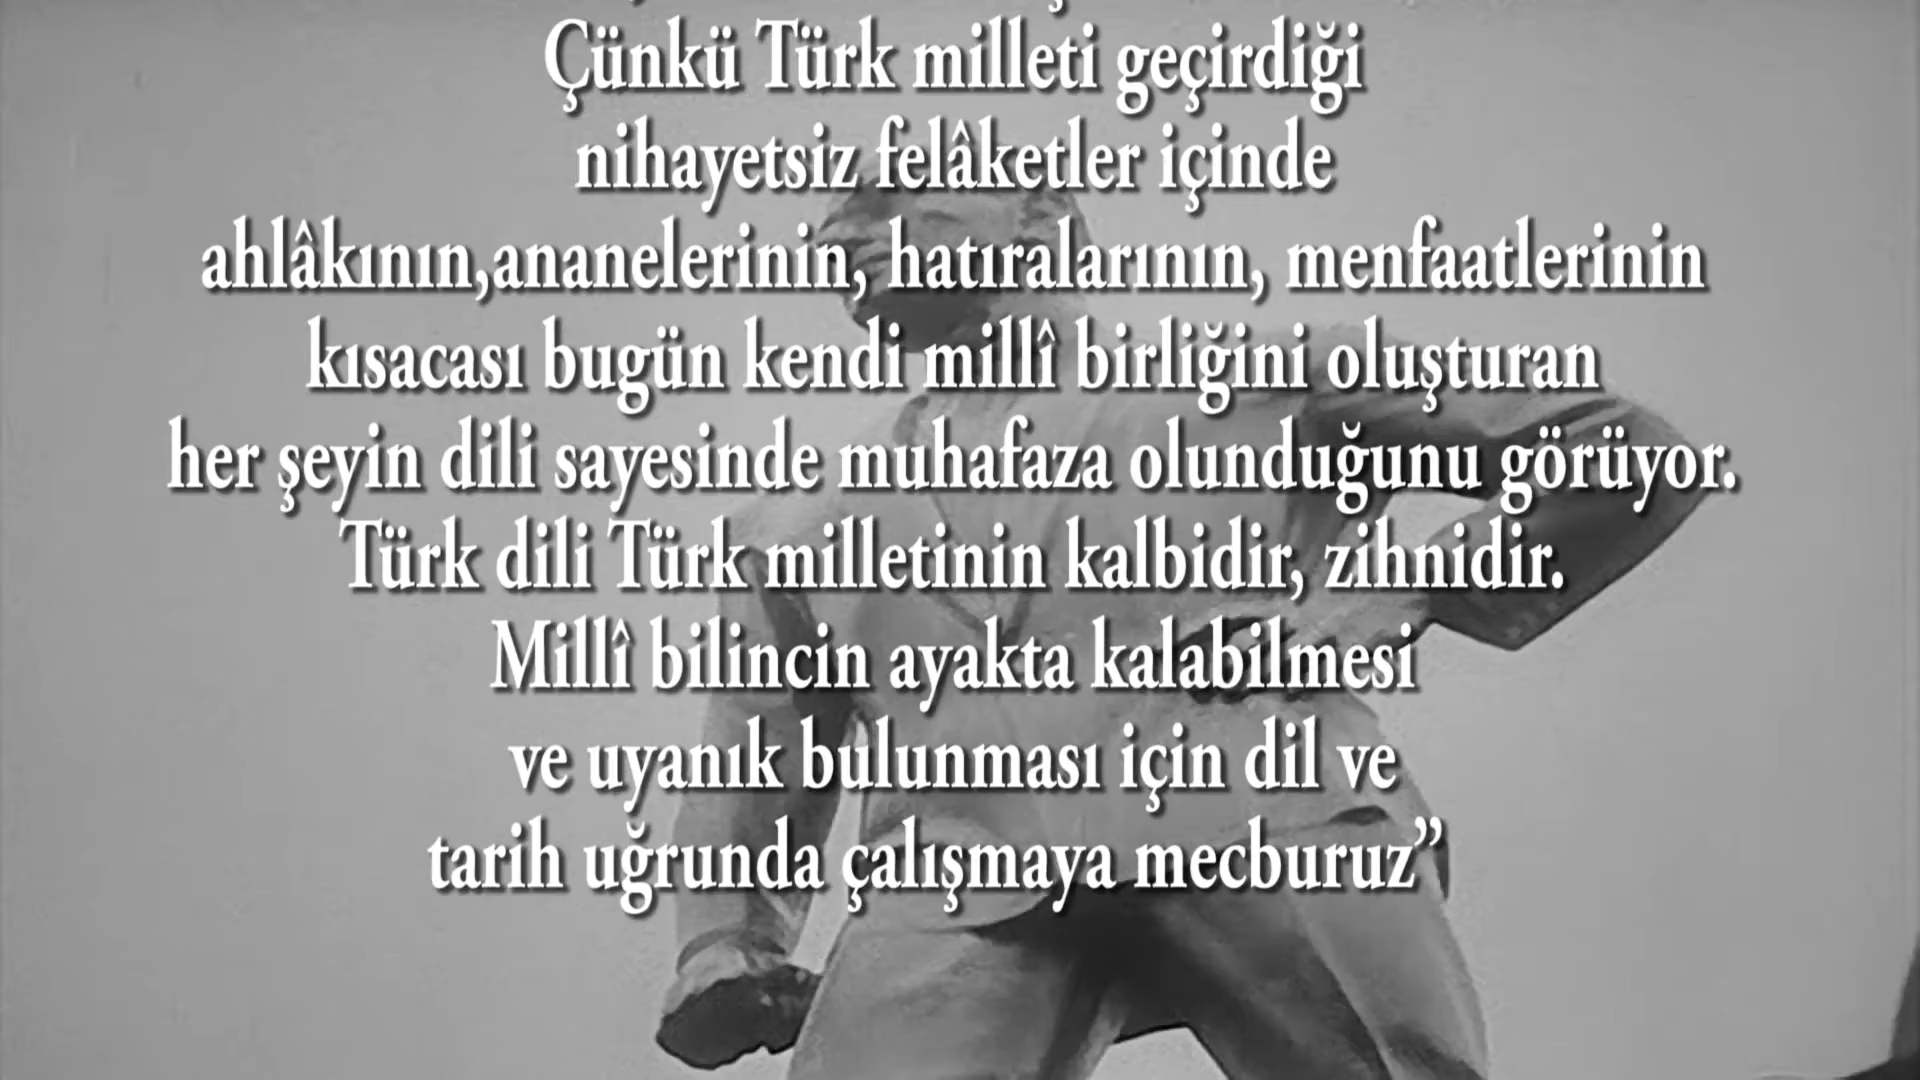 Çünkü Türk milleti geçirdiği
nihayetsiz felâketler içinde
ahlâkının,ananelerinin, hatıralarının, menfaatlerinin
kısacası bugün kendi millî birliğini oluşturan
her şeyin dili sayesinde muhafaza olunduğunu görüyor.
Türk dili Türk milletinin kalbidir, zihnidir.
Millî bilincin ayakta kalabilmesi
ve uyanık bulunması için dil ve
tarih uğrunda çalışmaya mecburuz”